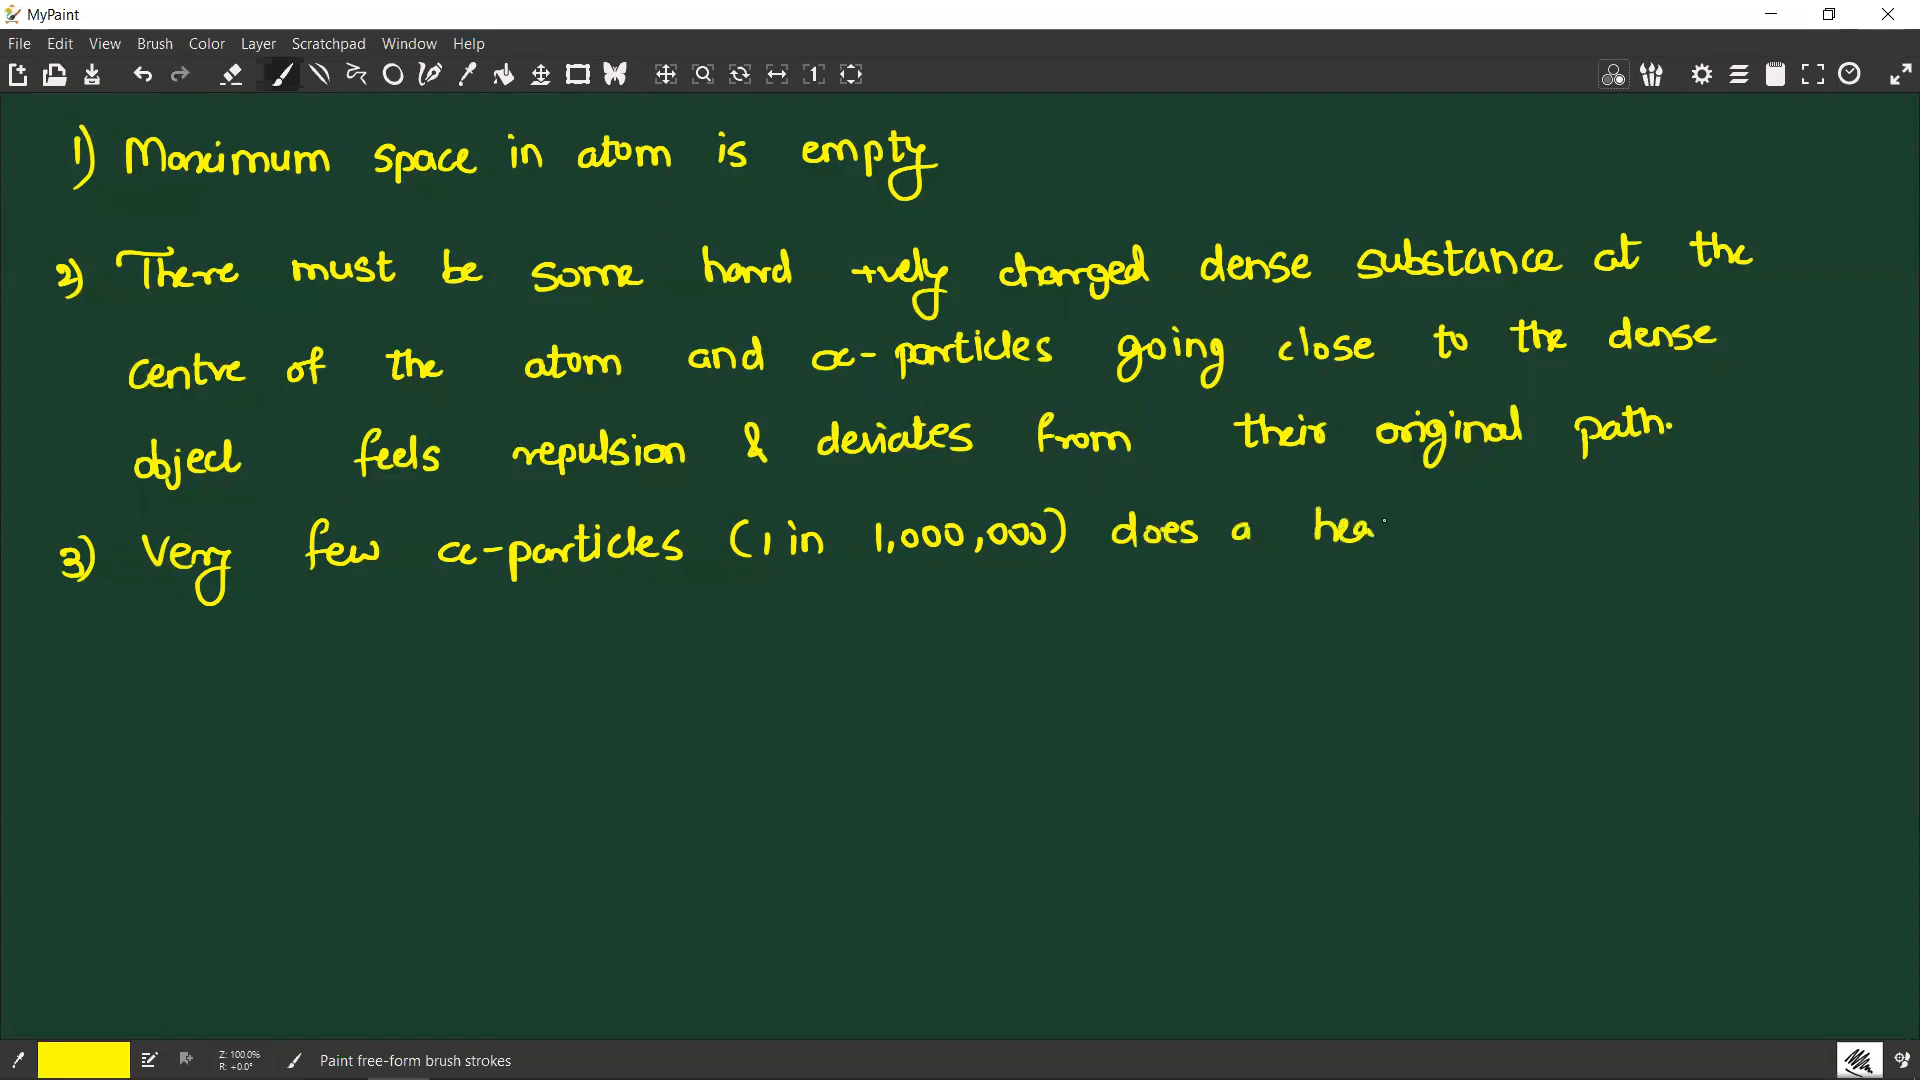 MyPaint
File Edit View Brush Color Layer Scratchpad Window Help
1) Maximum space in atom is empty
2) There must be some hard +vely charged dense substance at the
centre of the atom and α-particles going close to the dense
object feels repulsion & deviates from their original path.
3) Very few α-particles (1 in 1,000,000) does a hea
Z: 100.0%
R: +0.0°
Paint free-form brush strokes